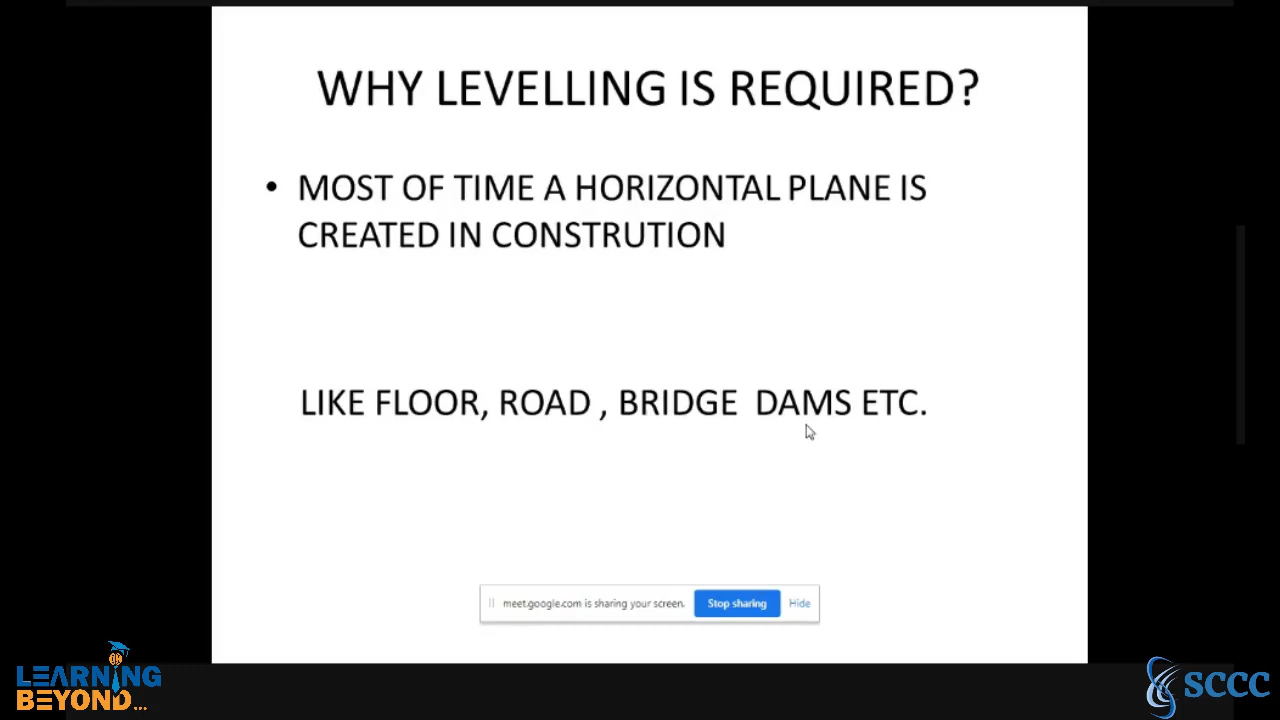 WHY LEVELLING IS REQUIRED?
• MOST OF TIME A HORIZONTAL PLANE IS
CREATED IN CONSTRUTION
LIKE FLOOR, ROAD , BRIDGE  DAMS ETC.
meet.google.com is sharing your screen. Stop sharing Hide
LEARNING
BEYOND...
SCCC